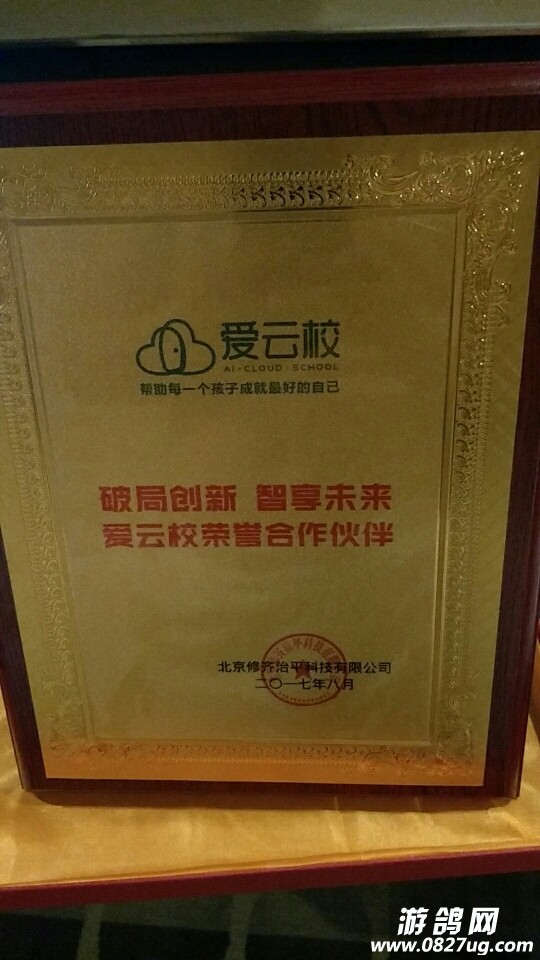 爱云校
AI·CLOUD·SCHOOL
帮助每一个孩子成就最好的自己
破局创新 智享未来
爱云校荣誉合作伙伴
北京修齐治平科技有限公司
二〇一七年八月
游鸽网
www.0827ug.com